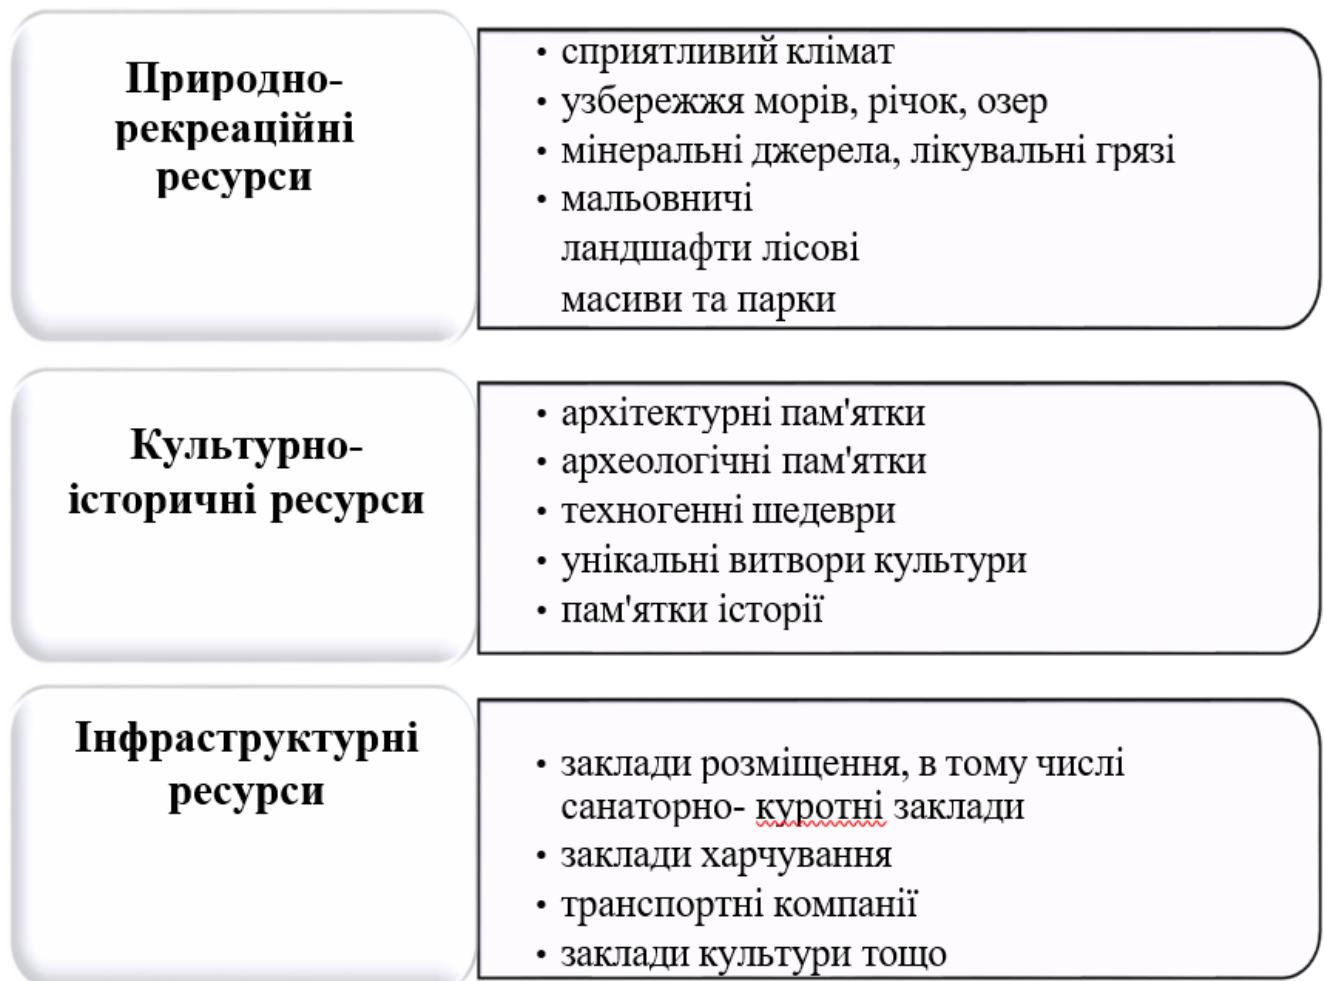 Природно-
рекреаційні
ресурси
• сприятливий клімат
• узбережжя морів, річок, озер
• мінеральні джерела, лікувальні грязі
• мальовничі
ландшафти лісові
масиви та парки
Культурно-
історичні ресурси
• архітектурні пам'ятки
• археологічні пам'ятки
• техногенні шедеври
• унікальні витвори культури
• пам'ятки історії
Інфраструктурні
ресурси
• заклади розміщення, в тому числі
санаторно- куротні заклади
• заклади харчування
• транспортні компанії
• заклади культури тощо